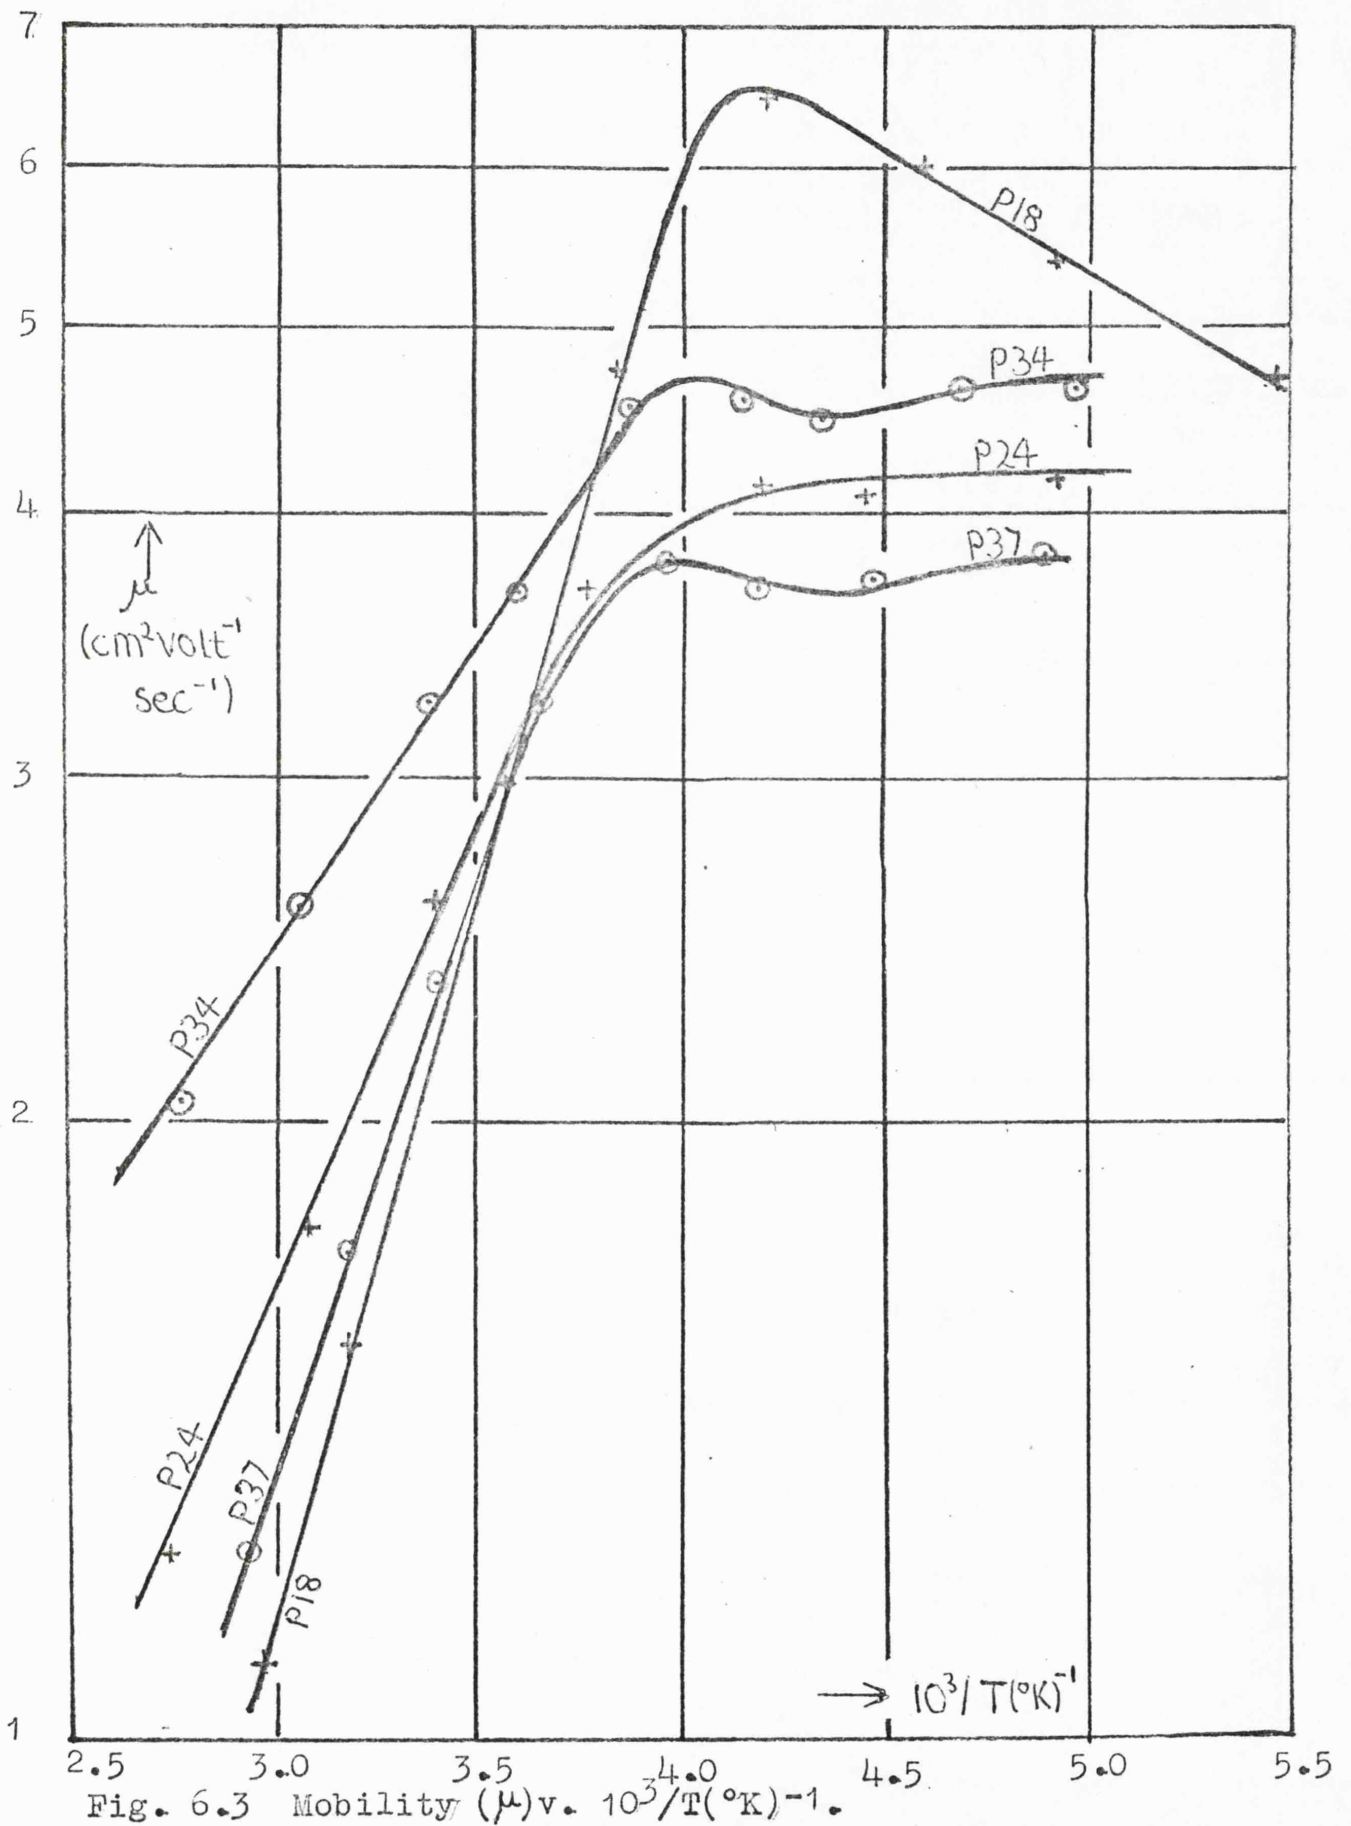 7
6
5
4
3
2
1
P18
P34
P24
P37
↑
μ
(cm²volt⁻¹
sec⁻¹)
P34
P24
P37
P18
→ 10³/T(°K)⁻¹
2.5 3.0 3.5 4.0 4.5 5.0 5.5
Fig. 6.3 Mobility (μ)v. 10³/T(°K)-1.